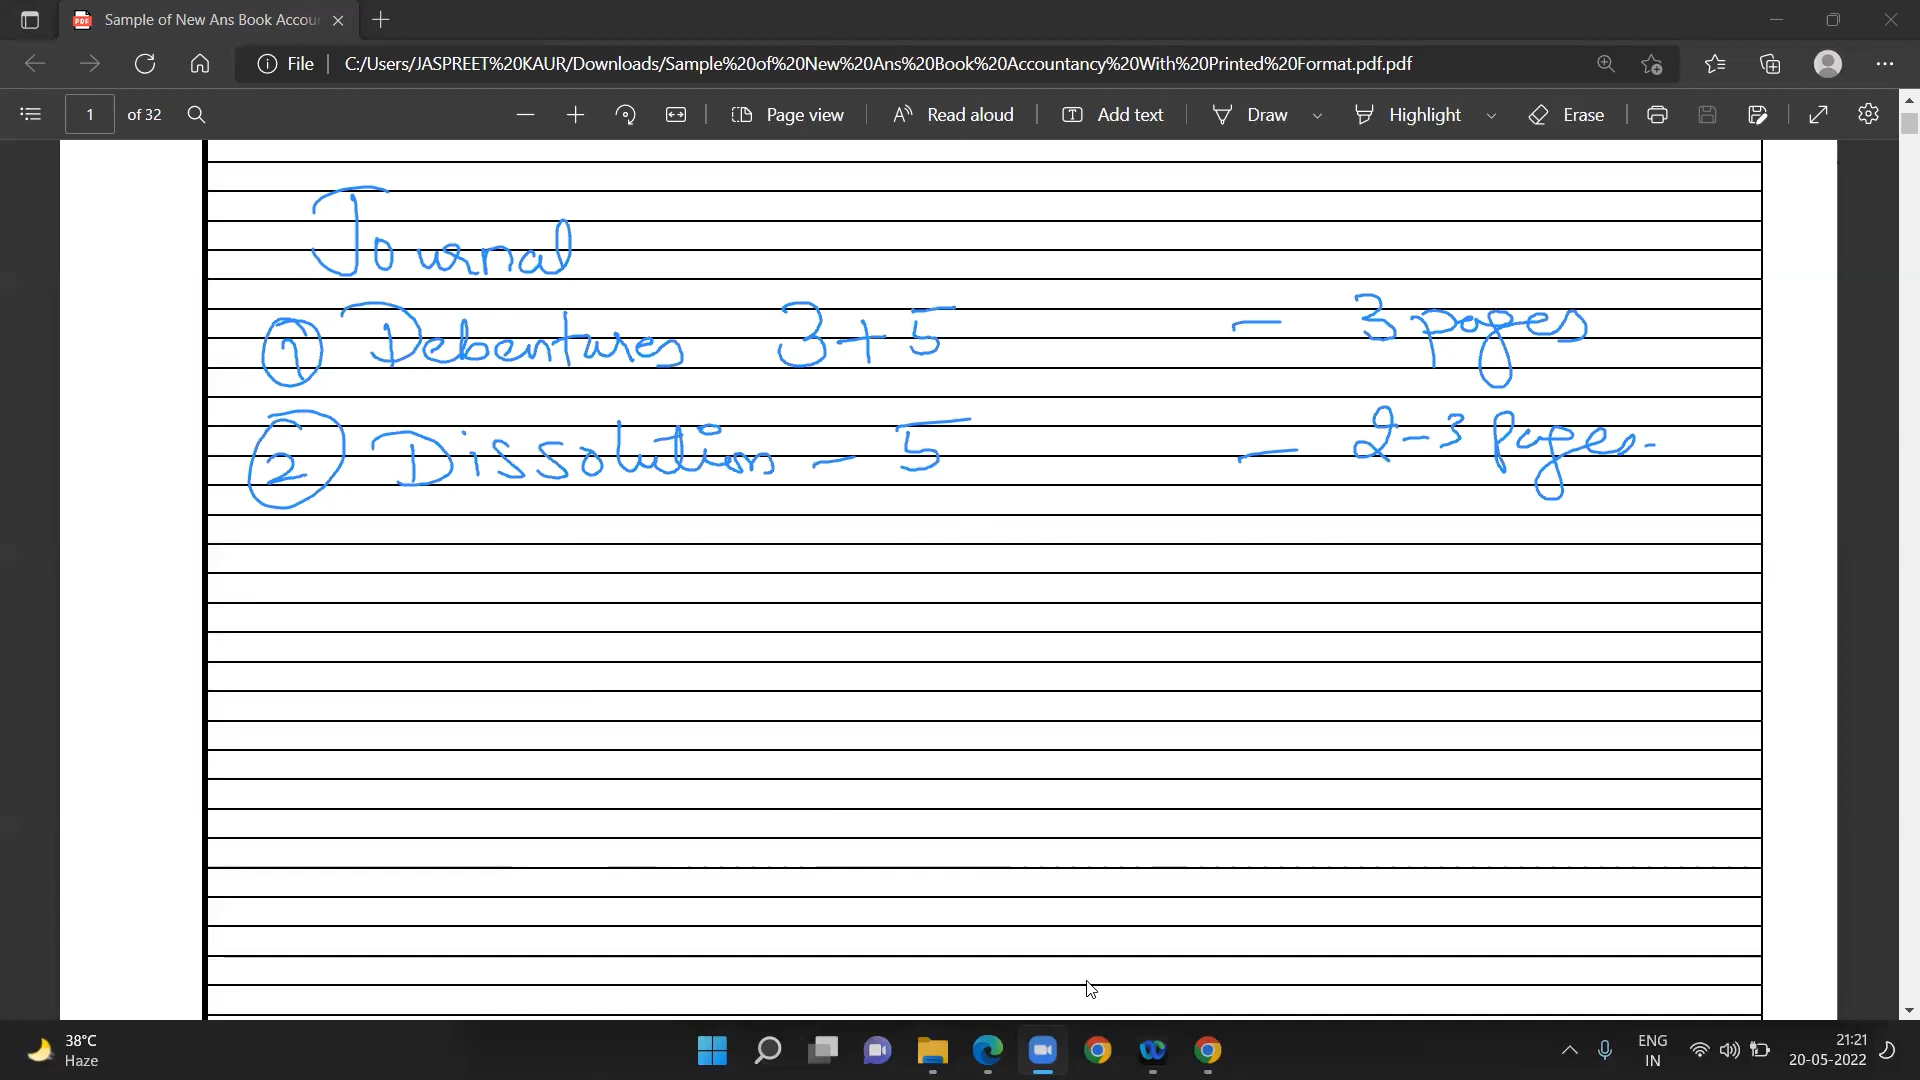 Sample of New Ans Book Accoun
File C:/Users/JASPREET%20KAUR/Downloads/Sample%20of%20New%20Ans%20Book%20Accountancy%20With%20Printed%20Format.pdf.pdf
1 of 32 Page view Read aloud Add text Draw Highlight Erase
Journal
1 Debentures 3+5 - 3 pages
2 Dissolution - 5 - 2-3 Pages.
38°C
Haze
ENG
IN
21:21
20-05-2022